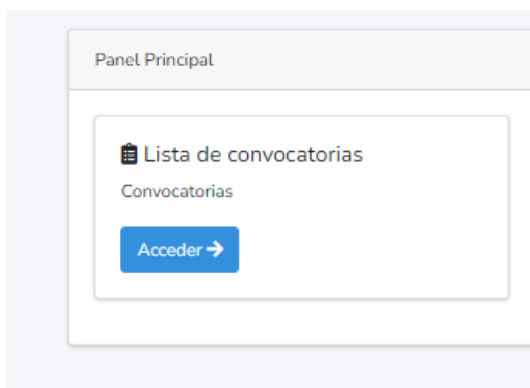 Panel Principal
Lista de convocatorias
Convocatorias
Acceder